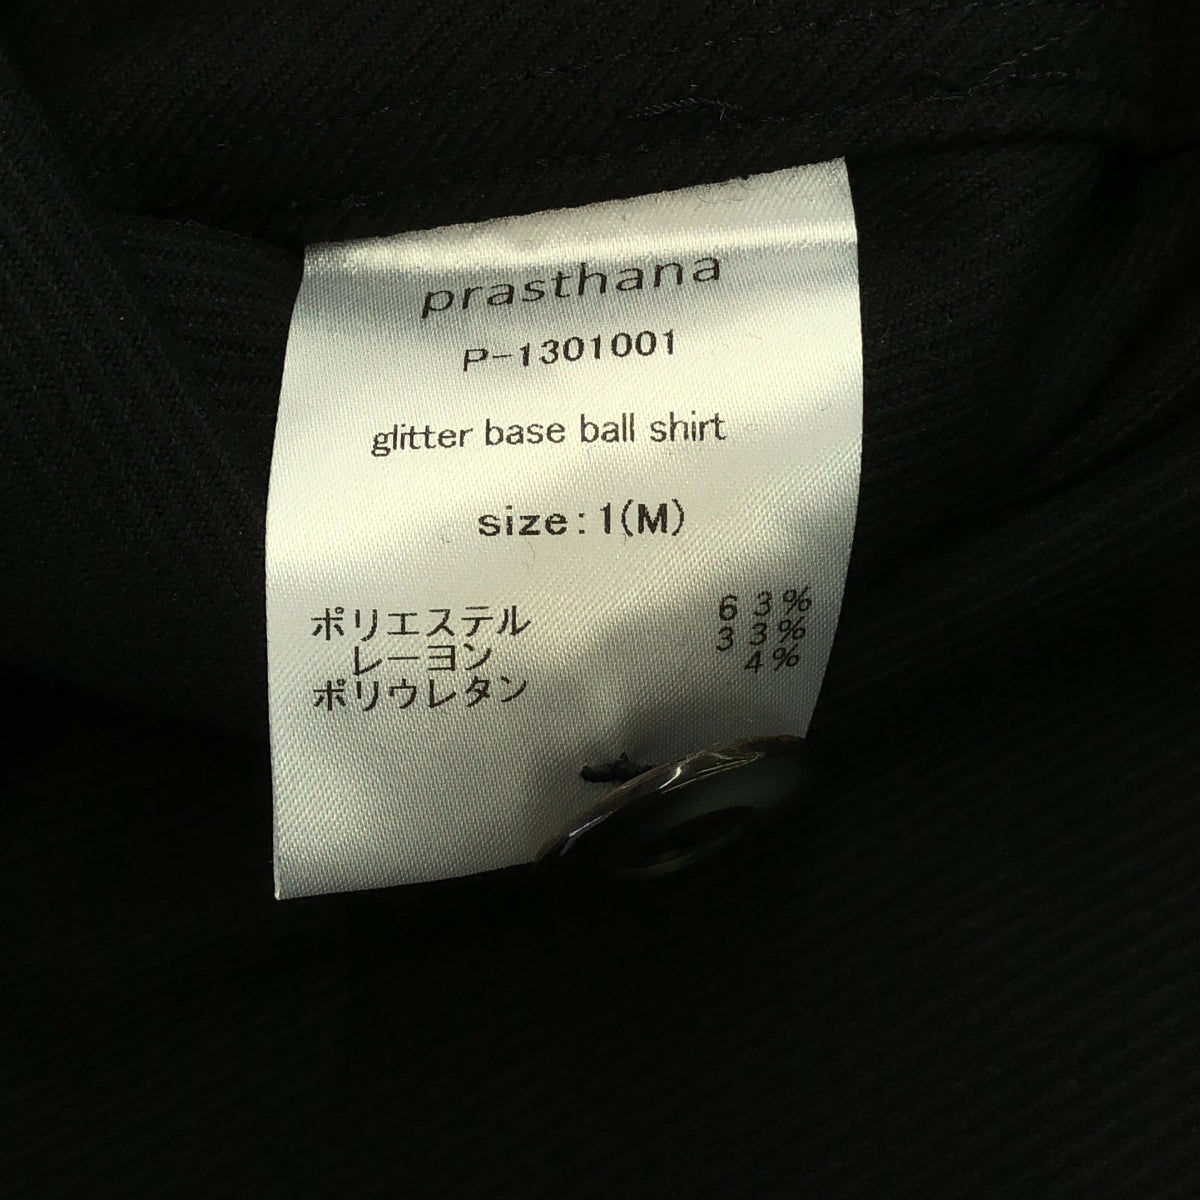 prasthana
P-1301001
glitter base ball shirt
size:1(M)
ポリエステル 63%
レーヨン 33%
ポリウレタン 4%